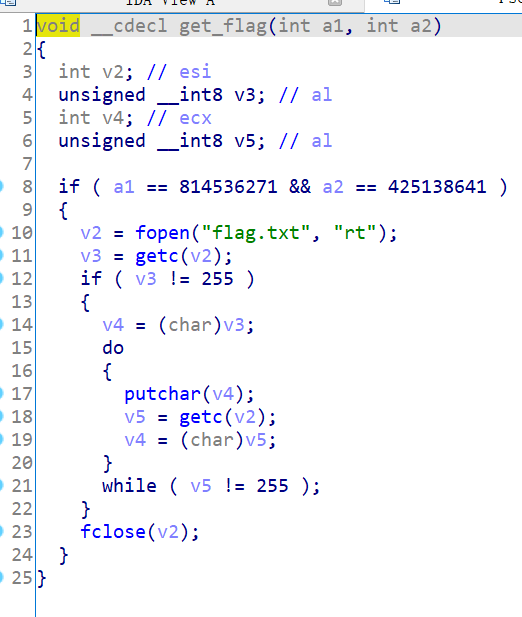 IDA View A
1 void __cdecl get_flag(int a1, int a2)
2 {
3 int v2; // esi
4 unsigned __int8 v3; // al
5 int v4; // ecx
6 unsigned __int8 v5; // al
7
8 if ( a1 == 814536271 && a2 == 425138641 )
9 {
10 v2 = fopen("flag.txt", "rt");
11 v3 = getc(v2);
12 if ( v3 != 255 )
13 {
14 v4 = (char)v3;
15 do
16 {
17 putchar(v4);
18 v5 = getc(v2);
19 v4 = (char)v5;
20 }
21 while ( v5 != 255 );
22 }
23 fclose(v2);
24 }
25 }